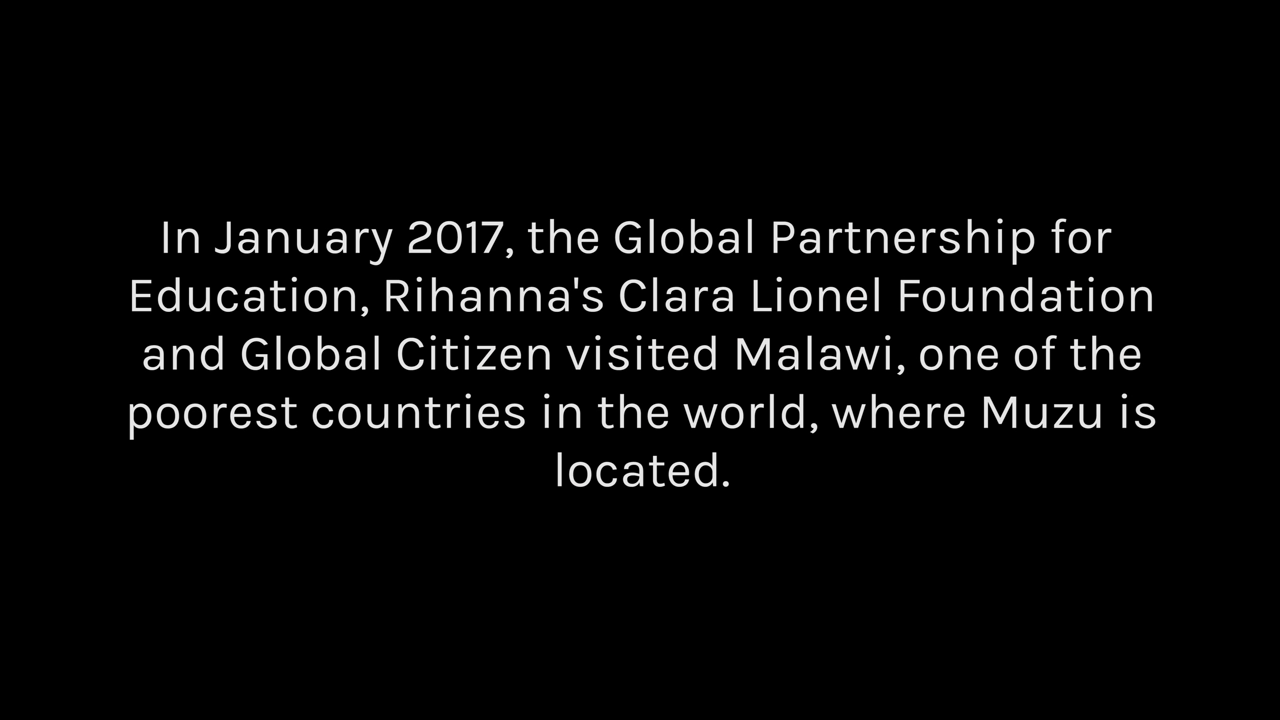 In January 2017, the Global Partnership for
Education, Rihanna's Clara Lionel Foundation
and Global Citizen visited Malawi, one of the
poorest countries in the world, where Muzu is
located.